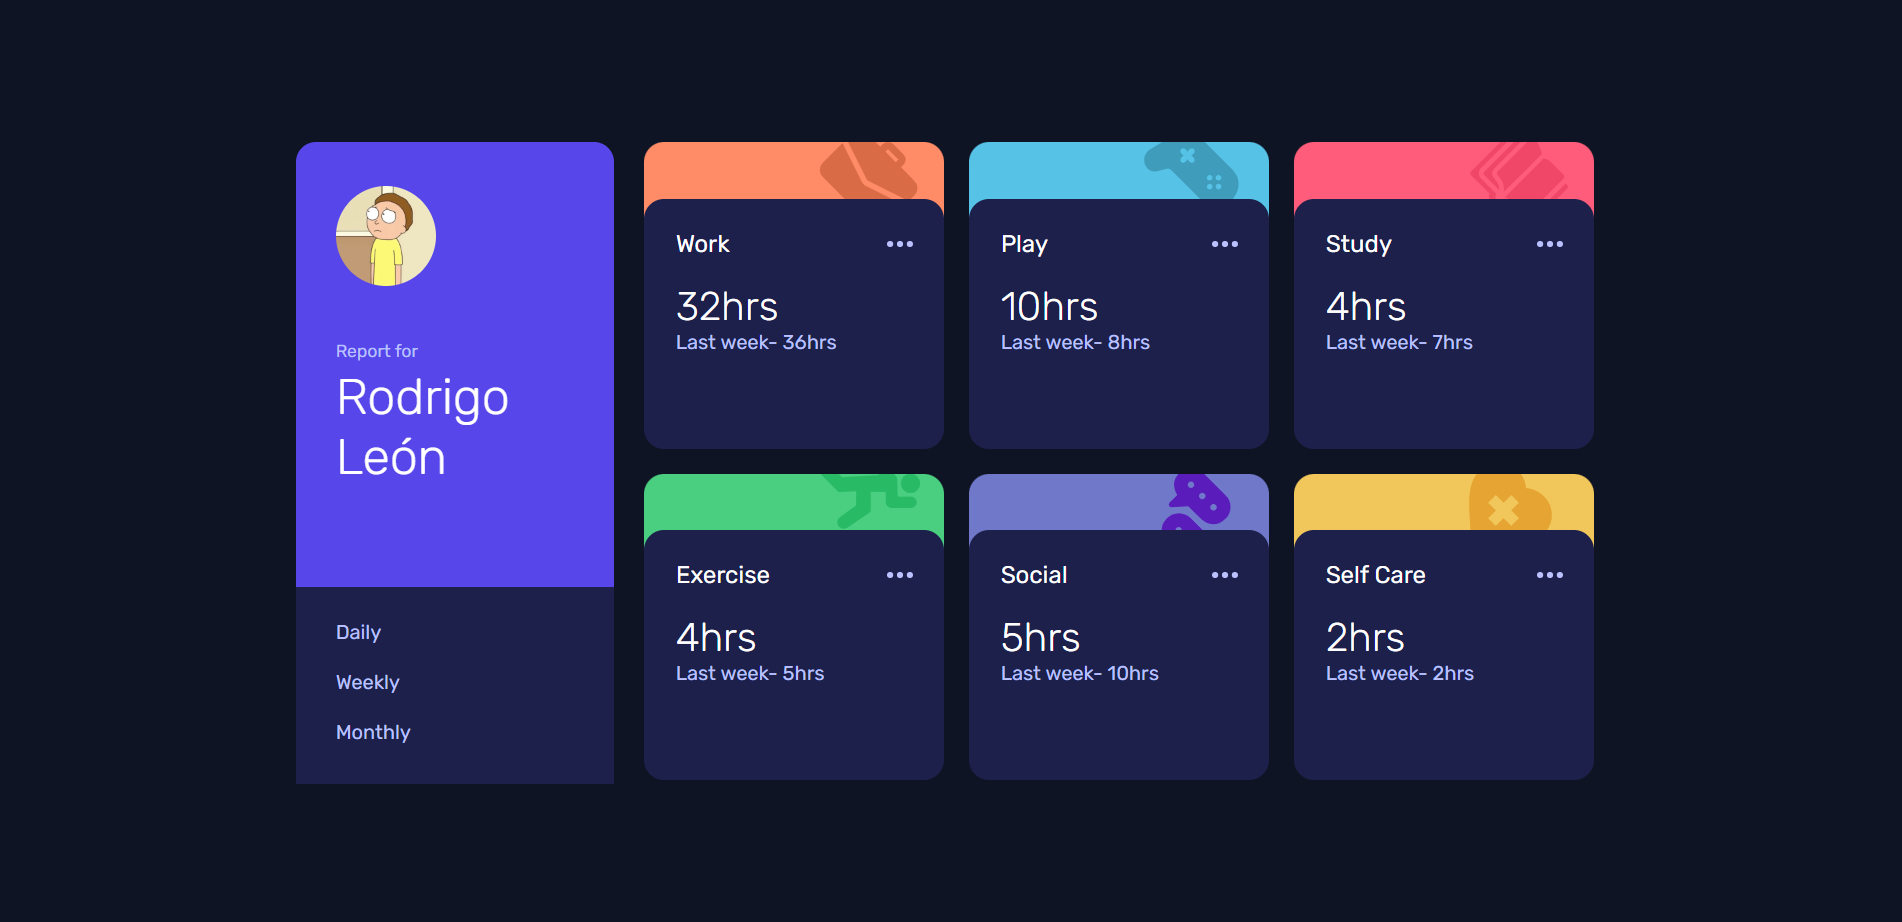 Report for
Rodrigo
León
Daily
Weekly
Monthly
Work
32hrs
Last week- 36hrs
Play
10hrs
Last week- 8hrs
Study
4hrs
Last week- 7hrs
Exercise
4hrs
Last week- 5hrs
Social
5hrs
Last week- 10hrs
Self Care
2hrs
Last week- 2hrs